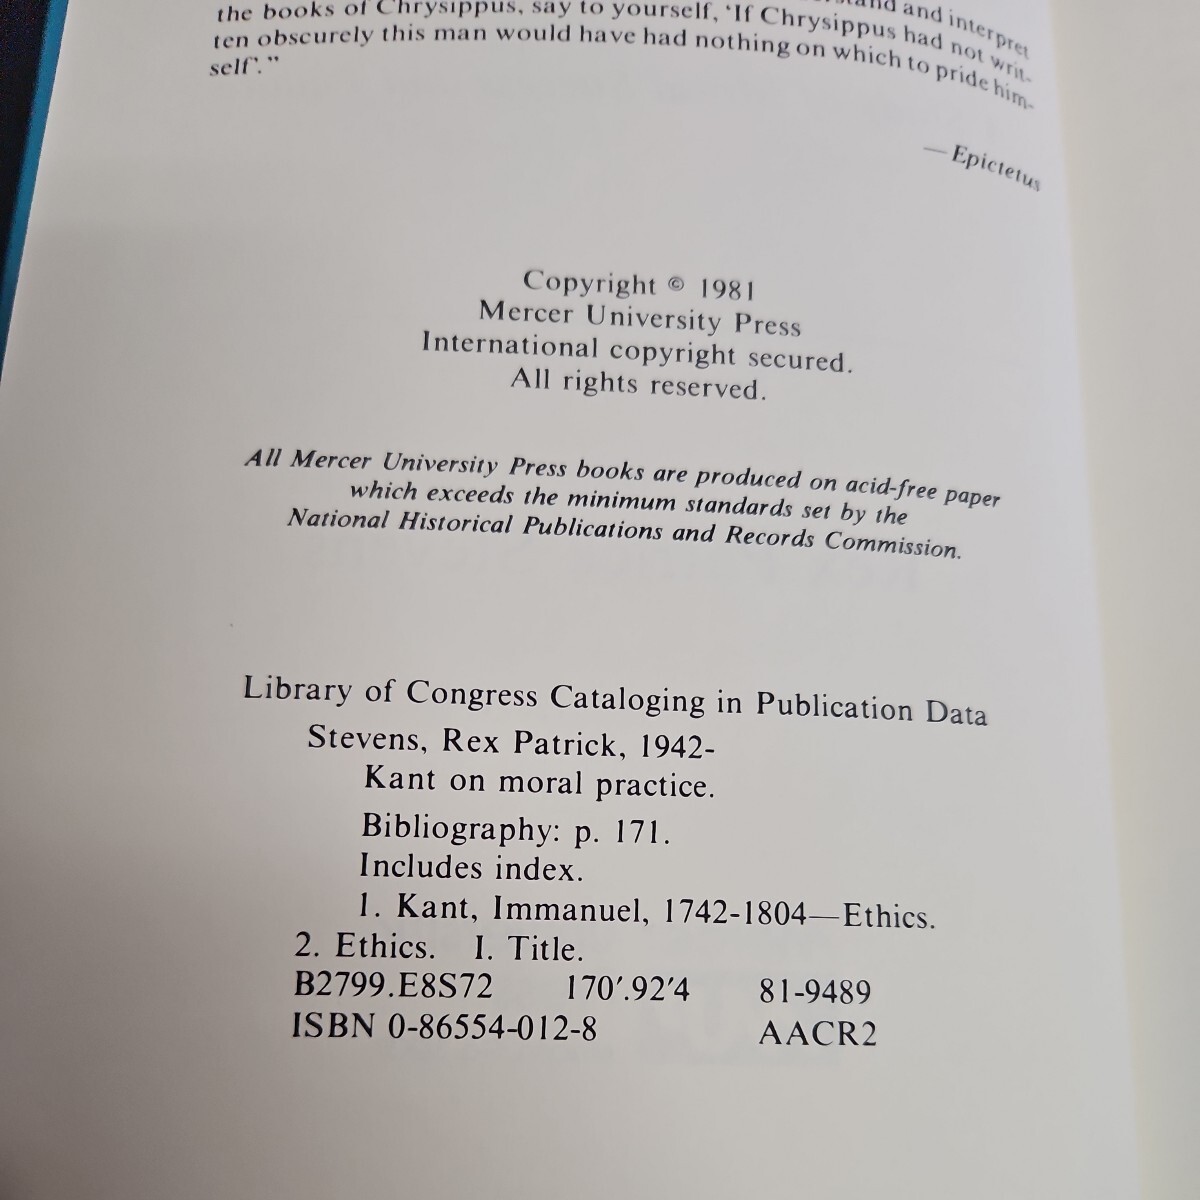 and and interpret
the books of Chrysippus, say to yourself, 'If Chrysippus had not writ-
ten obscurely this man would have had nothing on which to pride him-
self'."
— Epictetus
Copyright © 1981
Mercer University Press
International copyright secured.
All rights reserved.
All Mercer University Press books are produced on acid-free paper
which exceeds the minimum standards set by the
National Historical Publications and Records Commission.
Library of Congress Cataloging in Publication Data
Stevens, Rex Patrick, 1942-
Kant on moral practice.
Bibliography: p. 171.
Includes index.
1. Kant, Immanuel, 1742-1804—Ethics.
2. Ethics. I. Title.
B2799.E8S72 170'.92'4 81-9489
ISBN 0-86554-012-8 AACR2